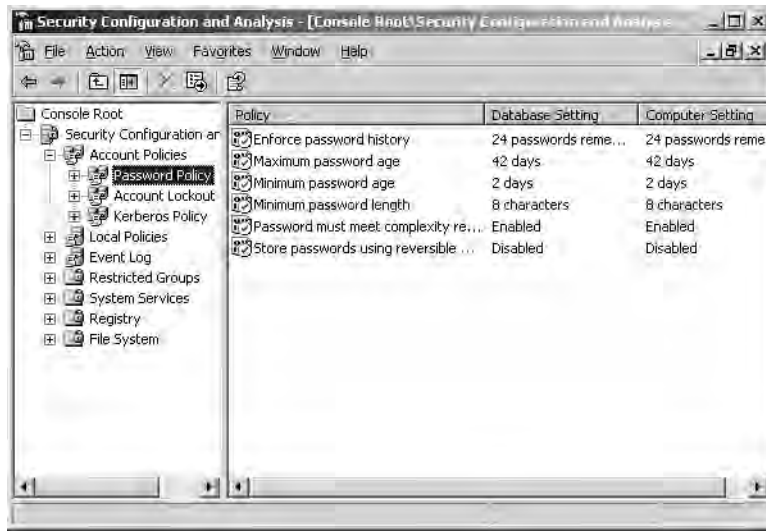 Security Configuration and Analysis - [Console Root\Security Configuration and Analysis
File Action View Favorites Window Help
Console Root
Security Configuration ar
Account Policies
Password Policy
Account Lockout
Kerberos Policy
Local Policies
Event Log
Restricted Groups
System Services
Registry
File System
Policy Database Setting Computer Setting
Enforce password history 24 passwords reme... 24 passwords reme
Maximum password age 42 days 42 days
Minimum password age 2 days 2 days
Minimum password length 8 characters 8 characters
Password must meet complexity re... Enabled Enabled
Store passwords using reversible ... Disabled Disabled